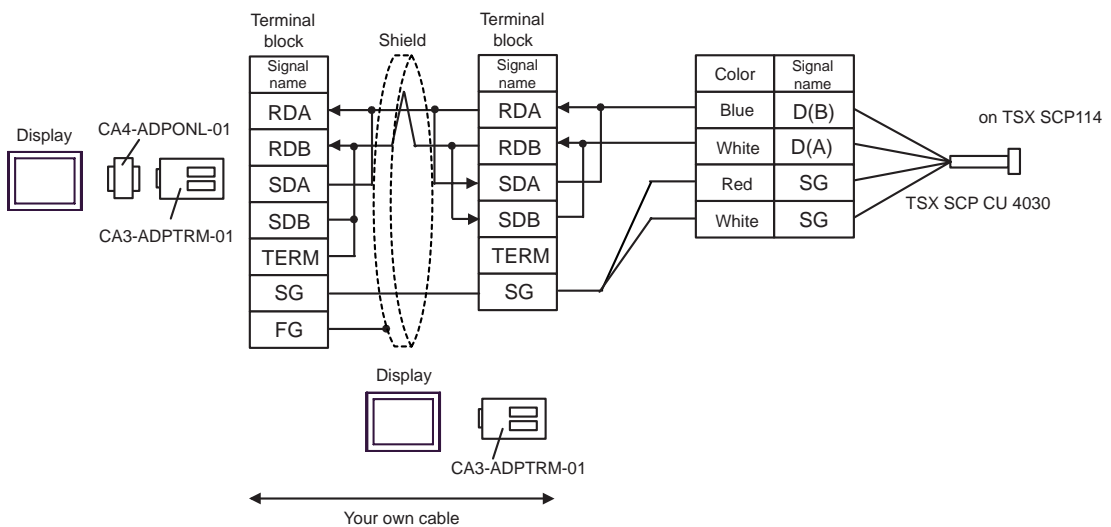 Terminal
block
Shield
Terminal
block
Signal
name
RDA
RDB
SDA
SDB
TERM
SG
FG
Signal
name
RDA
RDB
SDA
SDB
TERM
SG
Color
Signal
name
Blue
D(B)
White
D(A)
Red
SG
White
SG
on TSX SCP114
TSX SCP CU 4030
Display
CA4-ADPONL-01
CA3-ADPTRM-01
Display
CA3-ADPTRM-01
Your own cable